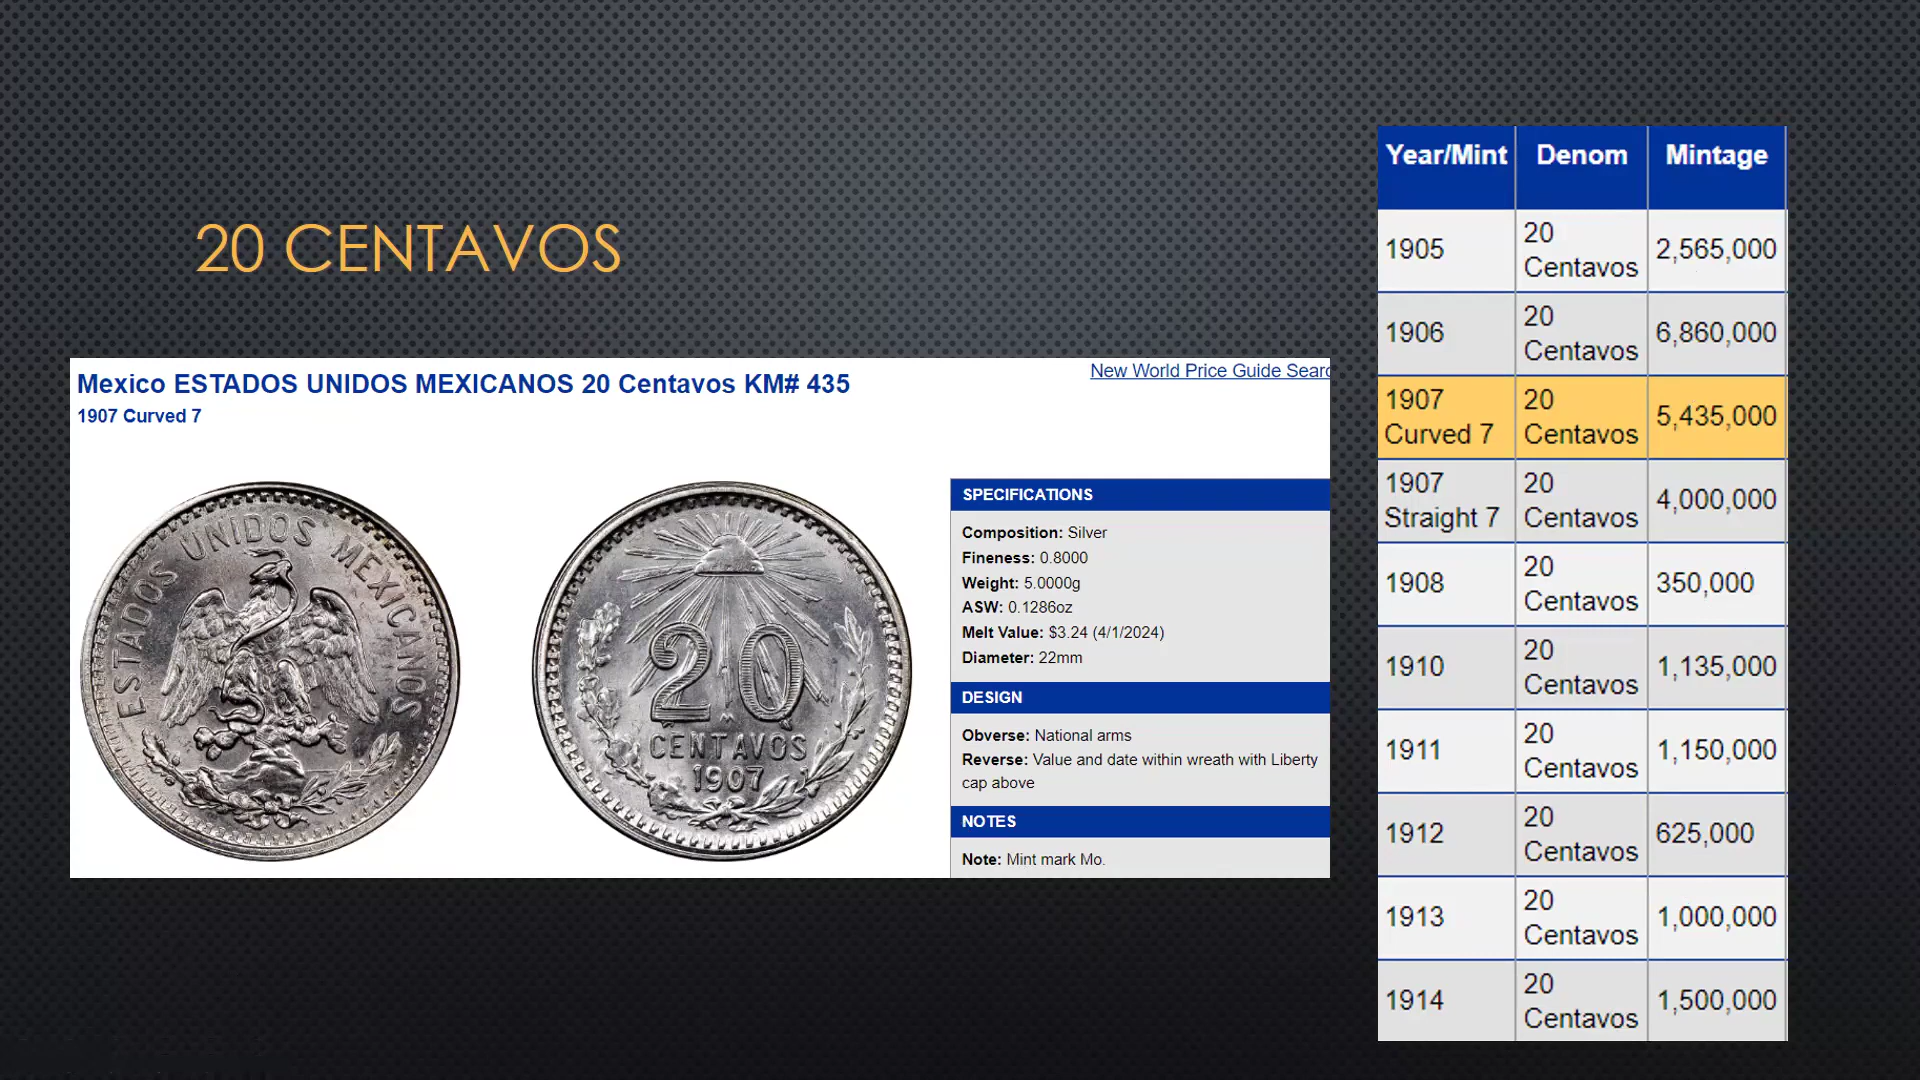 20 CENTAVOS
Mexico ESTADOS UNIDOS MEXICANOS 20 Centavos KM# 435
1907 Curved 7
New World Price Guide Searc
ESTADOS UNIDOS MEXICANOS
20
M
CENTAVOS
1907
SPECIFICATIONS
Composition: Silver
Fineness: 0.8000
Weight: 5.0000g
ASW: 0.1286oz
Melt Value: $3.24 (4/1/2024)
Diameter: 22mm
DESIGN
Obverse: National arms
Reverse: Value and date within wreath with Liberty
cap above
NOTES
Note: Mint mark Mo.
Year/Mint Denom Mintage
1905 20 Centavos 2,565,000
1906 20 Centavos 6,860,000
1907 Curved 7 20 Centavos 5,435,000
1907 Straight 7 20 Centavos 4,000,000
1908 20 Centavos 350,000
1910 20 Centavos 1,135,000
1911 20 Centavos 1,150,000
1912 20 Centavos 625,000
1913 20 Centavos 1,000,000
1914 20 Centavos 1,500,000